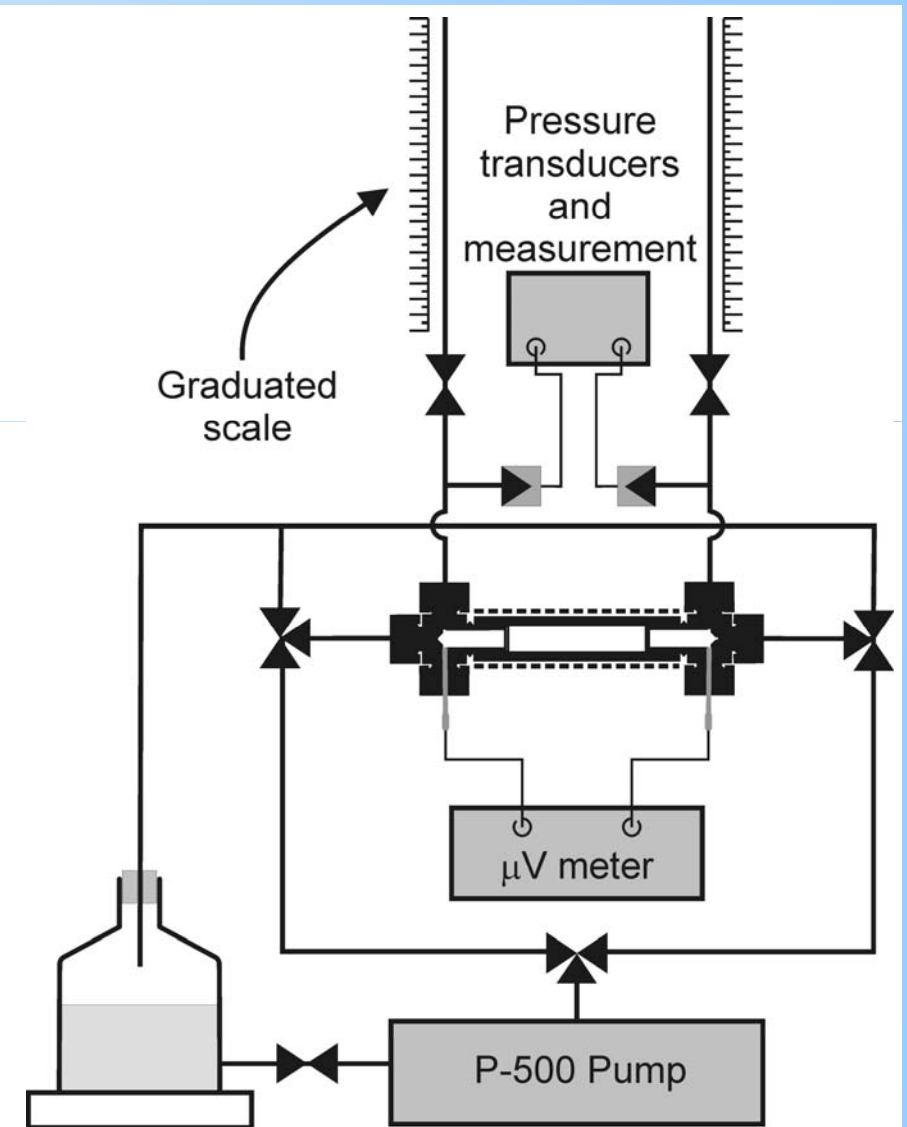 Pressure
transducers
and
measurement
Graduated
scale
μV meter
P-500 Pump